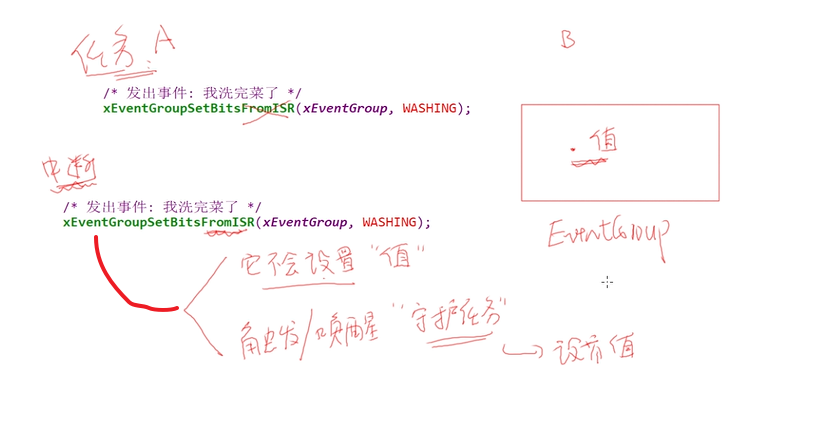 任务A
B
/* 发出事件: 我洗完菜了 */
xEventGroupSetBitsFromISR(xEventGroup, WASHING);
值
中断
/* 发出事件: 我洗完菜了 */
xEventGroupSetBitsFromISR(xEventGroup, WASHING);
EventGroup
它不会设置“值”
触发/唤醒“守护任务”
设置值